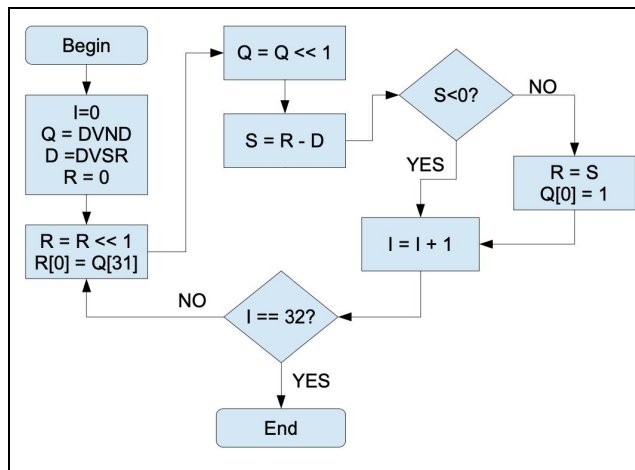 Begin
I=0
Q = DVND
D =DVSR
R = 0
R = R << 1
R[0] = Q[31]
Q = Q << 1
S = R - D
S<0?
NO
YES
R = S
Q[0] = 1
I = I + 1
I == 32?
NO
YES
End